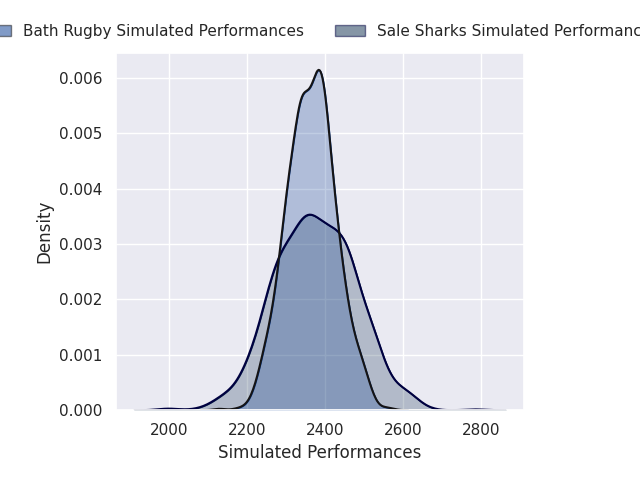 Bath Rugby Simulated Performances
Sale Sharks Simulated Performanc
0.006
0.005
0.004
0.003
0.002
0.001
0.000
Density
2000 2200 2400 2600 2800
Simulated Performances